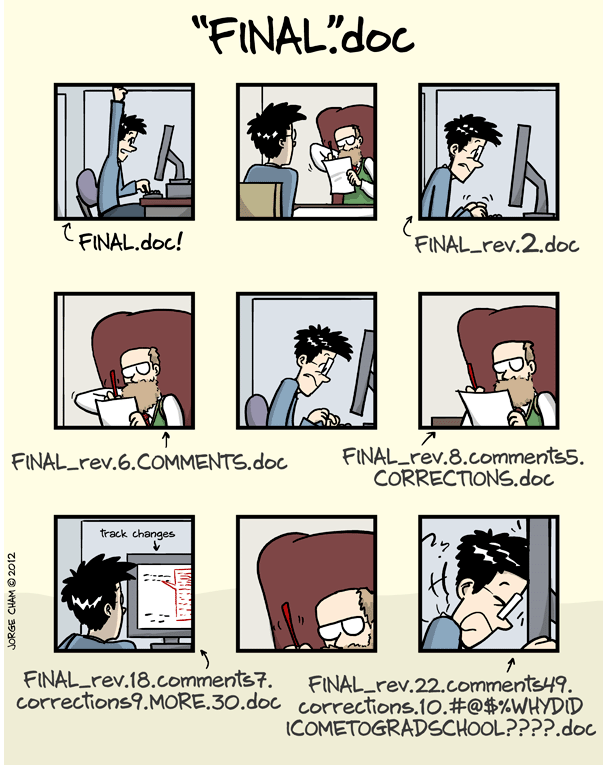 "FINAL".doc
FINAL.doc!
FINAL_rev.2.doc
FINAL_rev.6.COMMENTS.doc
FINAL_rev.8.comments5.
CORRECTIONS.doc
track changes
JORGE CHAM © 2012
FINAL_rev.18.comments7.
corrections9.MORE.30.doc
FINAL_rev.22.comments49.
corrections.10.#@$%WHYDID
ICOMETOGRADSCHOOL????.doc